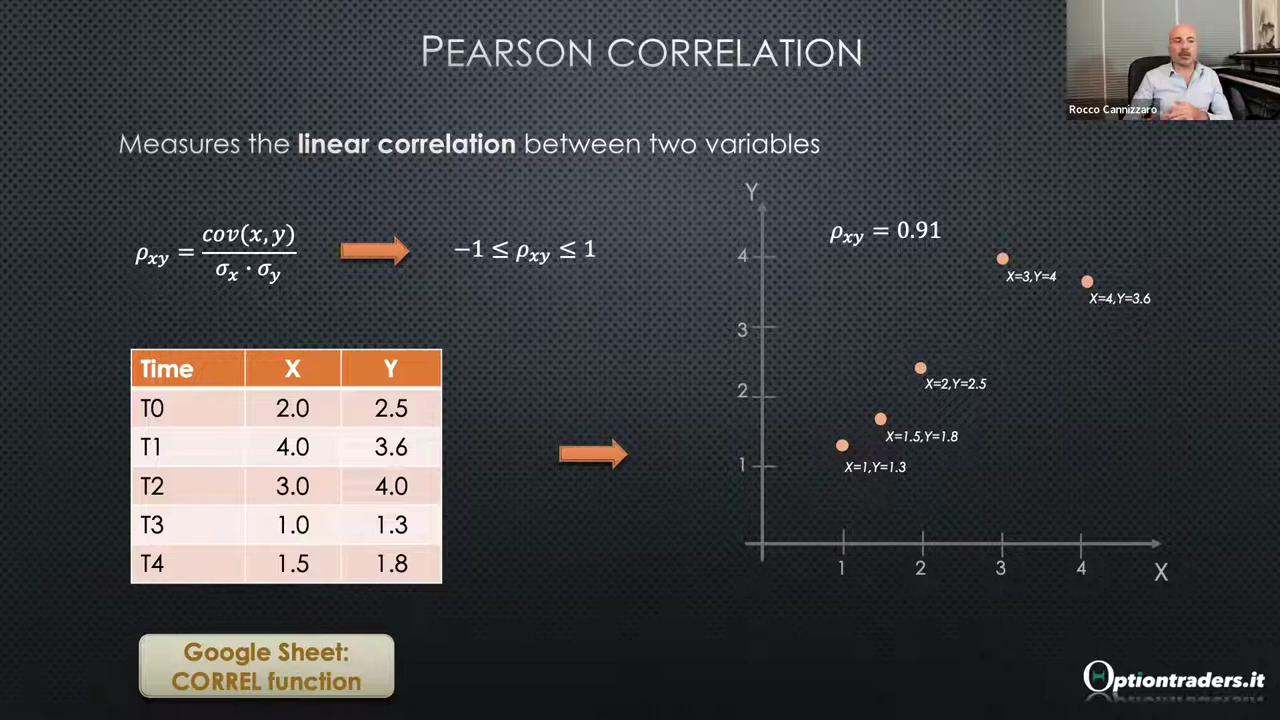 PEARSON CORRELATION
Rocco Cannizzaro
Measures the linear correlation between two variables
ρxy = cov(x, y) / σx · σy
−1 ≤ ρxy ≤ 1
Time X Y
T0 2.0 2.5
T1 4.0 3.6
T2 3.0 4.0
T3 1.0 1.3
T4 1.5 1.8
Y
ρxy = 0.91
4
X=3,Y=4
X=4,Y=3.6
3
2
X=2,Y=2.5
X=1.5,Y=1.8
1
X=1,Y=1.3
1 2 3 4
X
Google Sheet:
CORREL function
Optiontraders.it